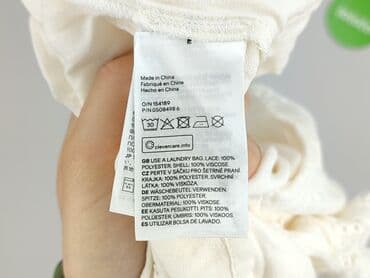 Made in China
Fabriqué en Chine
Hecho en China
O/N 154189
P/N 0508498 6
30
clevercare.info
GB USE A LAUNDRY BAG. LACE: 100%
POLYESTER; SHELL: 100% VISCOSE.
CZ PERTE V SÁČKU PRO ŠETRNÉ PRANÍ.
KRAJKA: 100% POLYESTER, SVRCHNÍ
LÁTKA: 100% VISKÓZA.
DE WÄSCHEBEUTEL VERWENDEN.
SPITZE: 100% POLYESTER;
OBERMATERIAL: 100% VISKOSE
EE KASUTA PESUKOTTI. PITS: 100%
POLÜESTER, ÜMBRIS: 100% VISKOOS.
ES UTILIZAR BOLSA DE LAVADO.